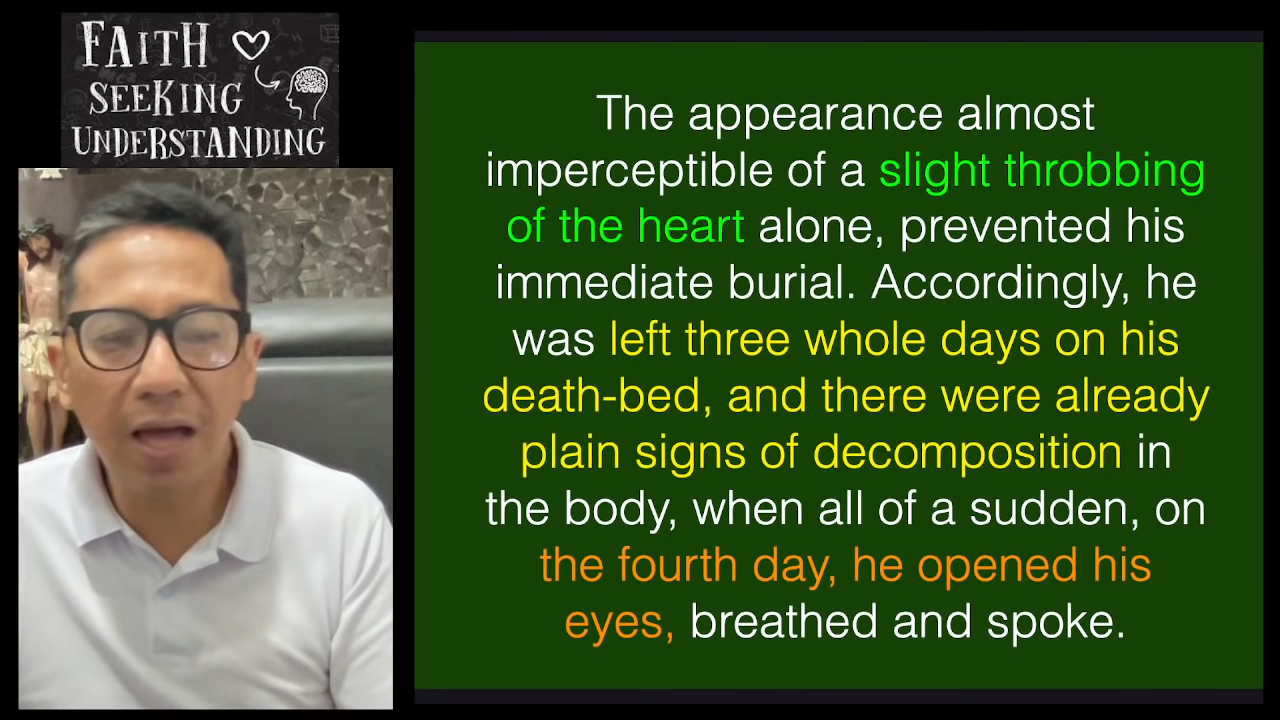 FAITH
SEEKING
UNDERSTANDING
The appearance almost
imperceptible of a slight throbbing
of the heart alone, prevented his
immediate burial. Accordingly, he
was left three whole days on his
death-bed, and there were already
plain signs of decomposition in
the body, when all of a sudden, on
the fourth day, he opened his
eyes, breathed and spoke.